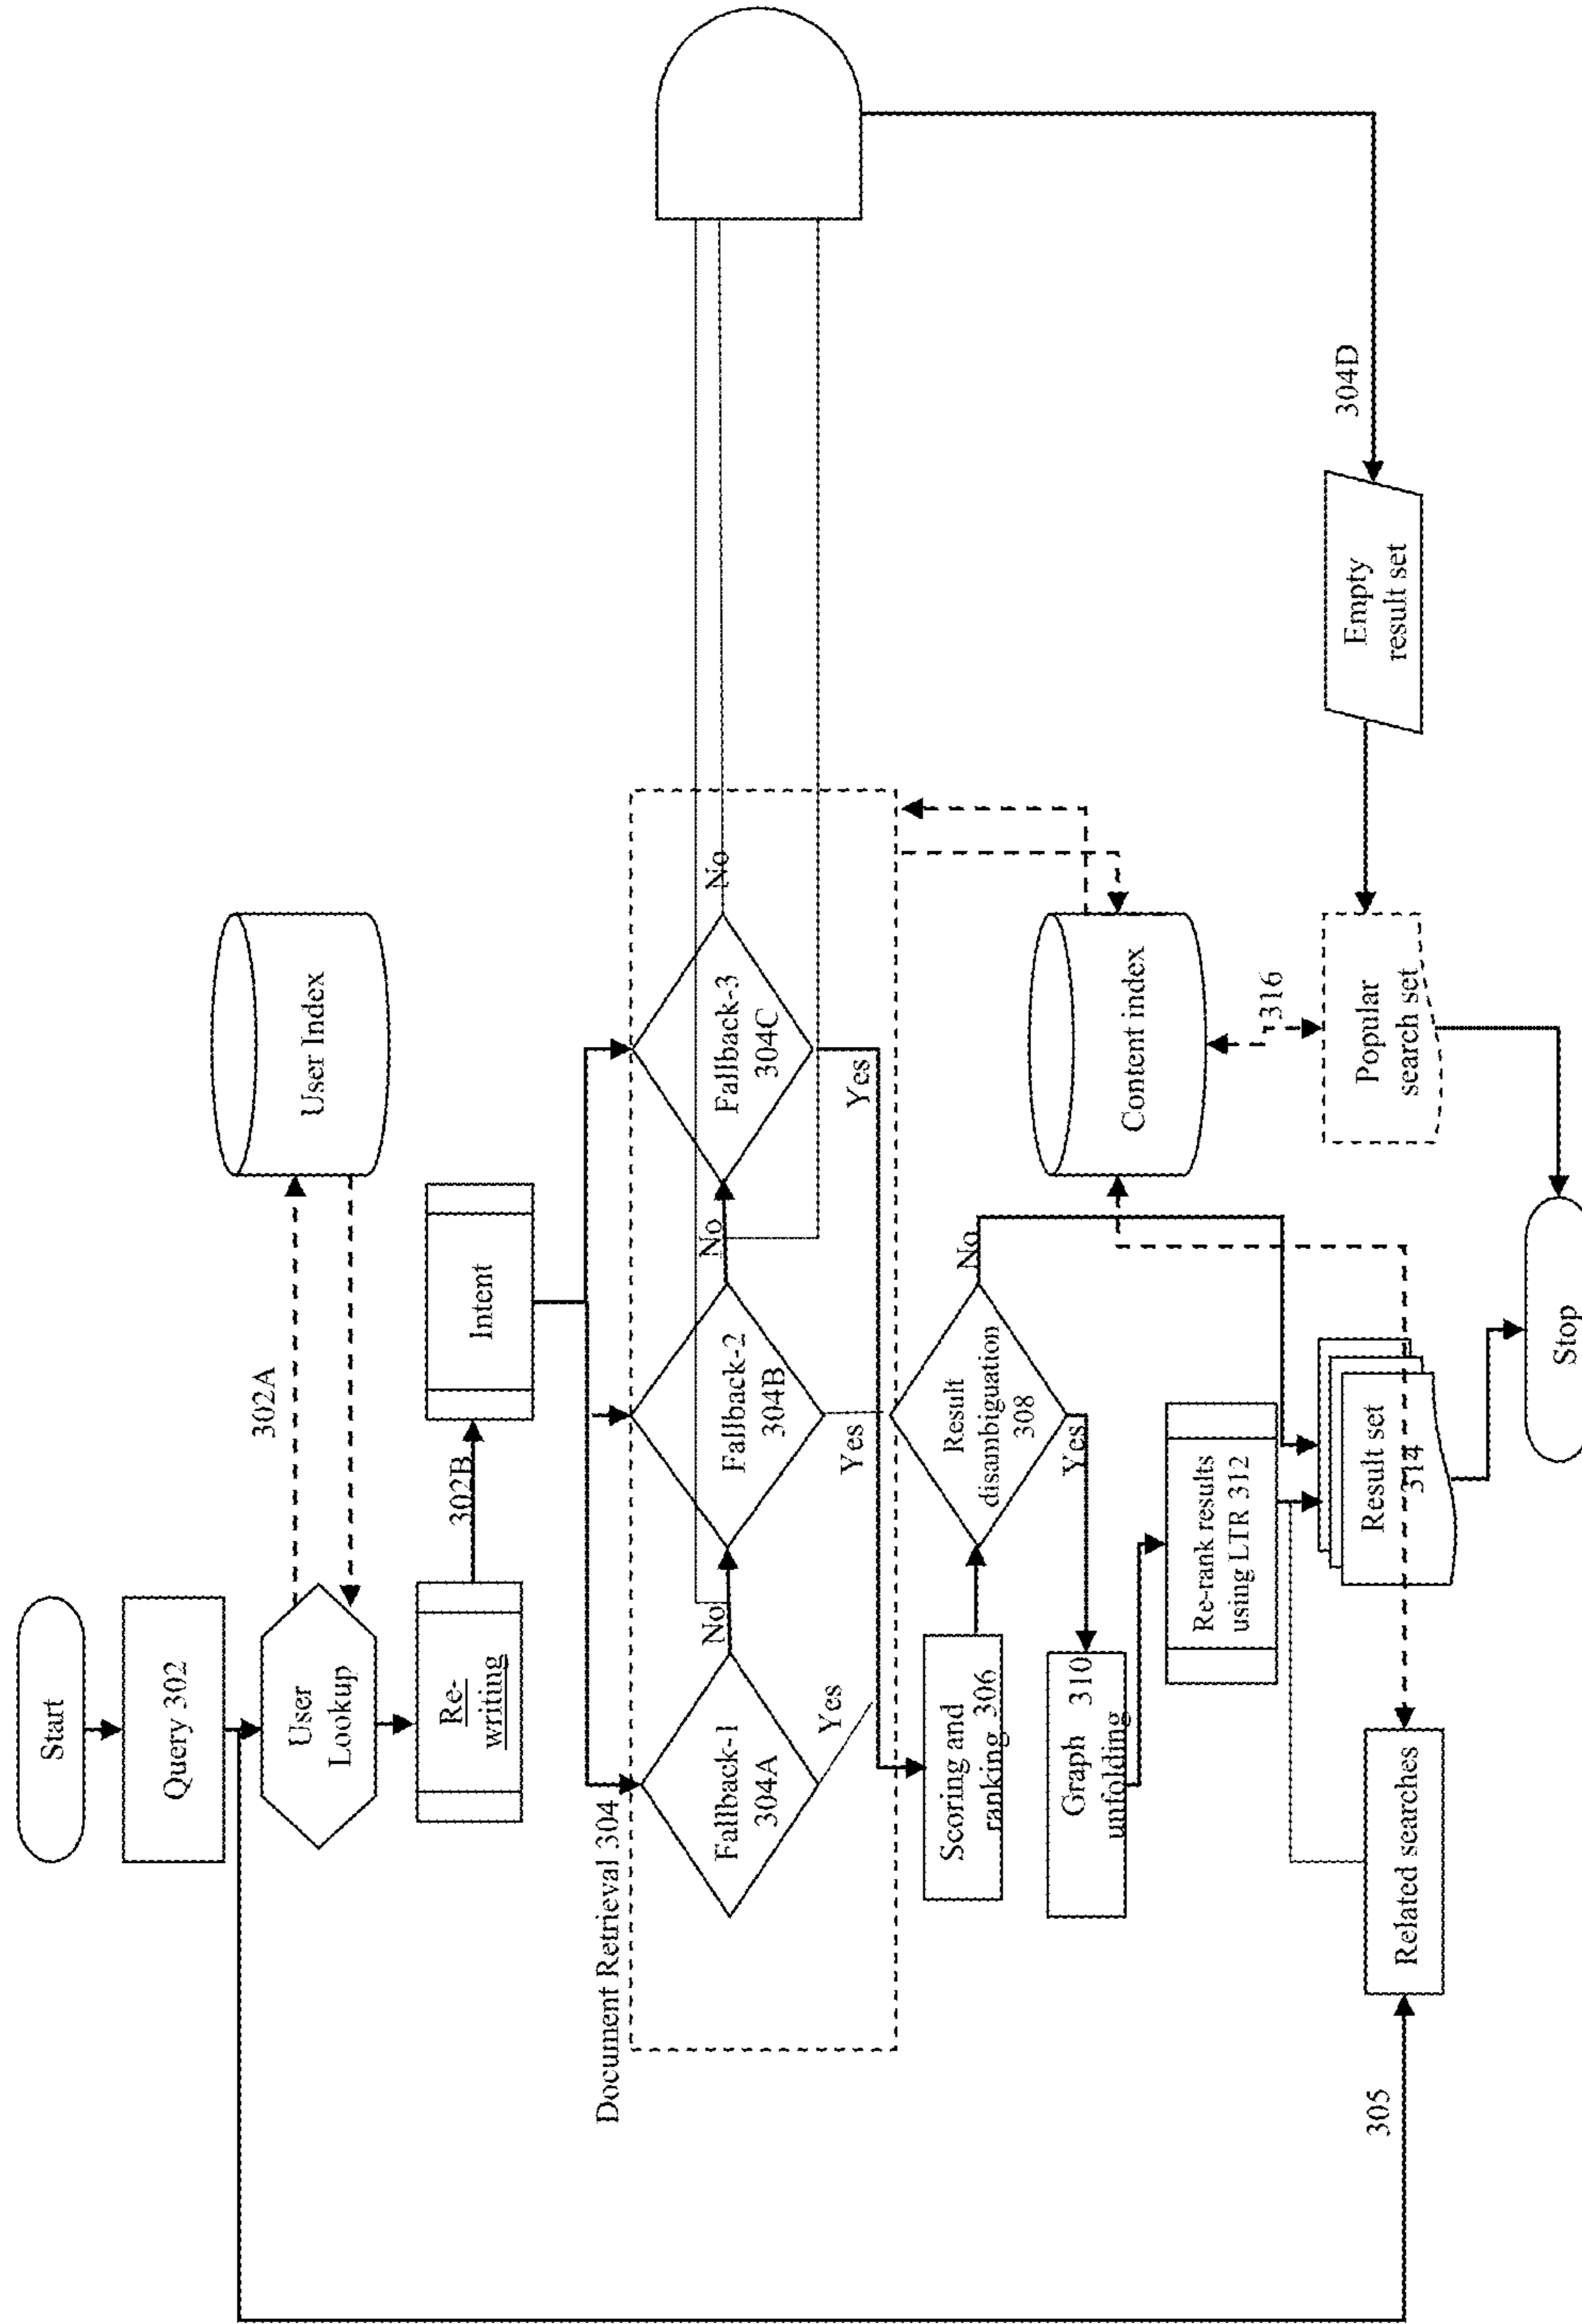 Start
Query 302
User
Lookup
302A
User Index
Re-
writing
302B
Intent
Document Retrieval 304
Fallback-1
304A
No
Yes
Fallback-2
304B
No
Yes
Fallback-3
304C
No
Yes
Scoring and
ranking 306
Result
disambiguation
308
No
Yes
Graph 310
unfolding
Content index
Re-rank results
using LTR 312
316
304D
Related searches
305
Result set
314
Popular
search set
Empty
result set
Stop